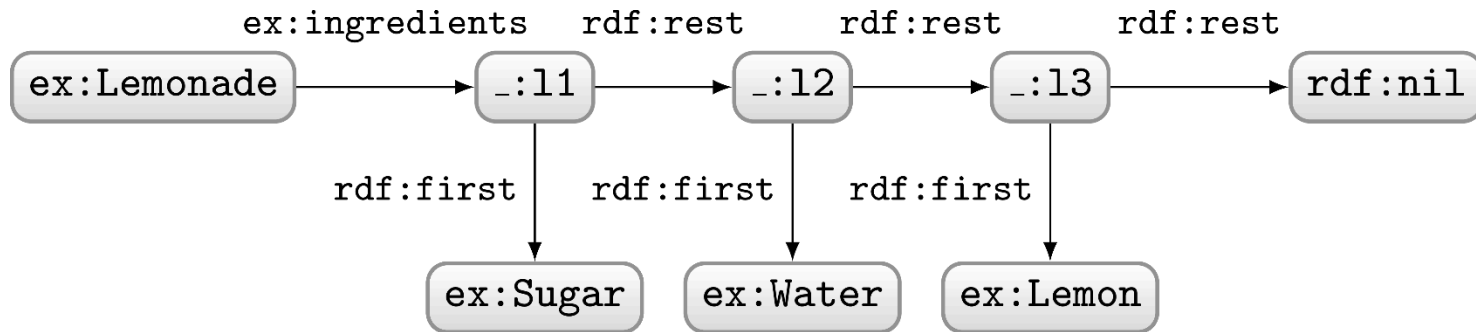 ex:ingredients rdf:rest rdf:rest rdf:rest
ex:Lemonade _:l1 _:l2 _:l3 rdf:nil
rdf:first rdf:first rdf:first
ex:Sugar ex:Water ex:Lemon